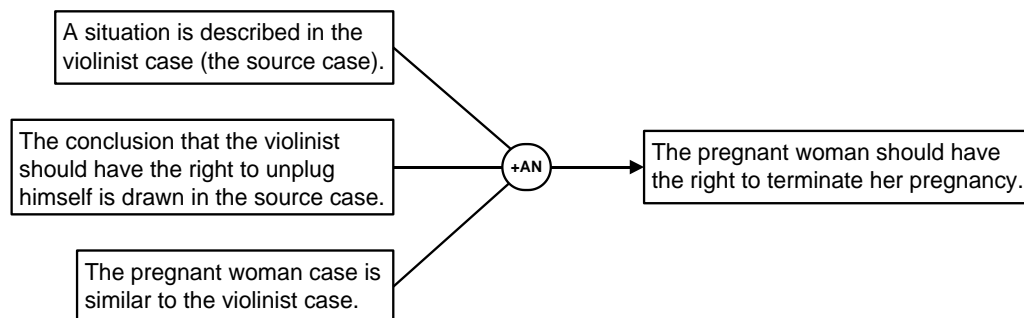 A situation is described in the
violinist case (the source case).
The conclusion that the violinist
should have the right to unplug
himself is drawn in the source case.
The pregnant woman case is
similar to the violinist case.
+AN
The pregnant woman should have
the right to terminate her pregnancy.